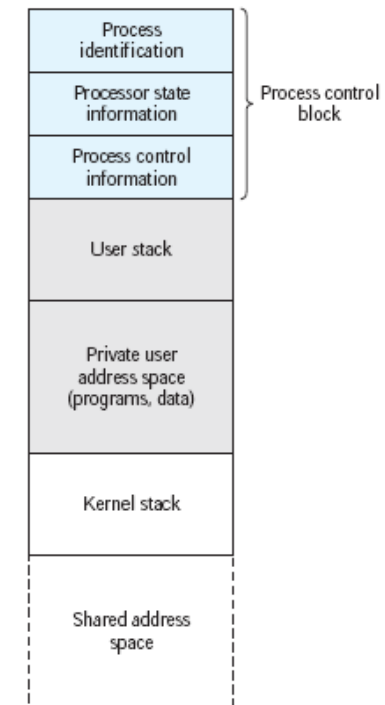 Process
identification
Processor state
information
Process control
block
Process control
information
User stack
Private user
address space
(programs, data)
Kernel stack
Shared address
space